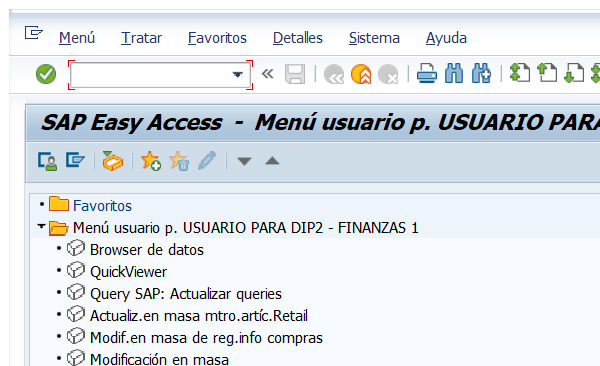 Menú Tratar Favoritos Detalles Sistema Ayuda
SAP Easy Access - Menú usuario p. USUARIO PARA
Favoritos
Menú usuario p. USUARIO PARA DIP2 - FINANZAS 1
Browser de datos
QuickViewer
Query SAP: Actualizar queries
Actualiz.en masa mtro.artíc.Retail
Modif.en masa de reg.info compras
Modificación en masa